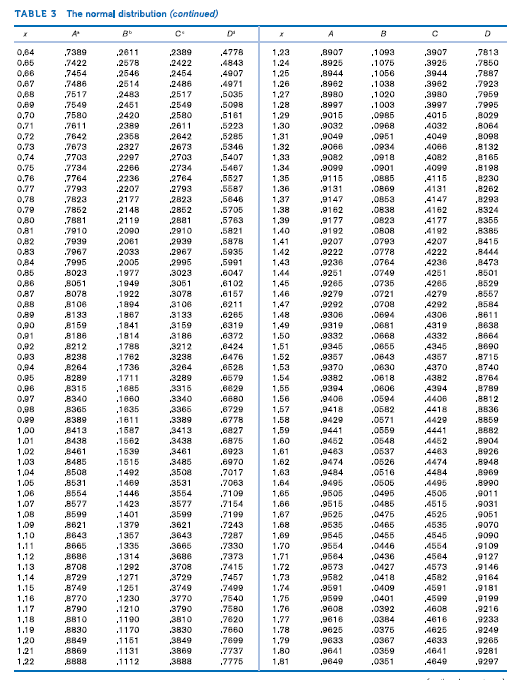 TABLE 3 The normal distribution (continued)
x Aᵃ Bᵇ Cᶜ Dᵈ x A B C D
0.64 .7389 .2611 .2389 .4778 1.23 .8907 .1093 .3907 .7813
0.65 .7422 .2578 .2422 .4843 1.24 .8925 .1075 .3925 .7850
0.66 .7454 .2546 .2454 .4907 1.25 .8944 .1056 .3944 .7887
0.67 .7486 .2514 .2486 .4971 1.26 .8962 .1038 .3962 .7923
0.68 .7517 .2483 .2517 .5035 1.27 .8980 .1020 .3980 .7959
0.69 .7549 .2451 .2549 .5098 1.28 .8997 .1003 .3997 .7995
0.70 .7580 .2420 .2580 .5161 1.29 .9015 .0985 .4015 .8029
0.71 .7611 .2389 .2611 .5223 1.30 .9032 .0968 .4032 .8064
0.72 .7642 .2358 .2642 .5285 1.31 .9049 .0951 .4049 .8098
0.73 .7673 .2327 .2673 .5346 1.32 .9066 .0934 .4066 .8132
0.74 .7703 .2297 .2703 .5407 1.33 .9082 .0918 .4082 .8165
0.75 .7734 .2266 .2734 .5467 1.34 .9099 .0901 .4099 .8198
0.76 .7764 .2236 .2764 .5527 1.35 .9115 .0885 .4115 .8230
0.77 .7793 .2207 .2793 .5587 1.36 .9131 .0869 .4131 .8262
0.78 .7823 .2177 .2823 .5646 1.37 .9147 .0853 .4147 .8293
0.79 .7852 .2148 .2852 .5705 1.38 .9162 .0838 .4162 .8324
0.80 .7881 .2119 .2881 .5763 1.39 .9177 .0823 .4177 .8355
0.81 .7910 .2090 .2910 .5821 1.40 .9192 .0808 .4192 .8385
0.82 .7939 .2061 .2939 .5878 1.41 .9207 .0793 .4207 .8415
0.83 .7967 .2033 .2967 .5935 1.42 .9222 .0778 .4222 .8444
0.84 .7995 .2005 .2995 .5991 1.43 .9236 .0764 .4236 .8473
0.85 .8023 .1977 .3023 .6047 1.44 .9251 .0749 .4251 .8501
0.86 .8051 .1949 .3051 .6102 1.45 .9265 .0735 .4265 .8529
0.87 .8078 .1922 .3078 .6157 1.46 .9279 .0721 .4279 .8557
0.88 .8106 .1894 .3106 .6211 1.47 .9292 .0708 .4292 .8584
0.89 .8133 .1867 .3133 .6265 1.48 .9306 .0694 .4306 .8611
0.90 .8159 .1841 .3159 .6319 1.49 .9319 .0681 .4319 .8638
0.91 .8186 .1814 .3186 .6372 1.50 .9332 .0668 .4332 .8664
0.92 .8212 .1788 .3212 .6424 1.51 .9345 .0655 .4345 .8690
0.93 .8238 .1762 .3238 .6476 1.52 .9357 .0643 .4357 .8715
0.94 .8264 .1736 .3264 .6528 1.53 .9370 .0630 .4370 .8740
0.95 .8289 .1711 .3289 .6579 1.54 .9382 .0618 .4382 .8764
0.96 .8315 .1685 .3315 .6629 1.55 .9394 .0606 .4394 .8789
0.97 .8340 .1660 .3340 .6680 1.56 .9406 .0594 .4406 .8812
0.98 .8365 .1635 .3365 .6729 1.57 .9418 .0582 .4418 .8836
0.99 .8389 .1611 .3389 .6778 1.58 .9429 .0571 .4429 .8859
1.00 .8413 .1587 .3413 .6827 1.59 .9441 .0559 .4441 .8882
1.01 .8438 .1562 .3438 .6875 1.60 .9452 .0548 .4452 .8904
1.02 .8461 .1539 .3461 .6923 1.61 .9463 .0537 .4463 .8926
1.03 .8485 .1515 .3485 .6970 1.62 .9474 .0526 .4474 .8948
1.04 .8508 .1492 .3508 .7017 1.63 .9484 .0516 .4484 .8969
1.05 .8531 .1469 .3531 .7063 1.64 .9495 .0505 .4495 .8990
1.06 .8554 .1446 .3554 .7109 1.65 .9505 .0495 .4505 .9011
1.07 .8577 .1423 .3577 .7154 1.66 .9515 .0485 .4515 .9031
1.08 .8599 .1401 .3599 .7199 1.67 .9525 .0475 .4525 .9051
1.09 .8621 .1379 .3621 .7243 1.68 .9535 .0465 .4535 .9070
1.10 .8643 .1357 .3643 .7287 1.69 .9545 .0455 .4545 .9090
1.11 .8665 .1335 .3665 .7330 1.70 .9554 .0446 .4554 .9109
1.12 .8686 .1314 .3686 .7373 1.71 .9564 .0436 .4564 .9127
1.13 .8708 .1292 .3708 .7415 1.72 .9573 .0427 .4573 .9146
1.14 .8729 .1271 .3729 .7457 1.73 .9582 .0418 .4582 .9164
1.15 .8749 .1251 .3749 .7499 1.74 .9591 .0409 .4591 .9181
1.16 .8770 .1230 .3770 .7540 1.75 .9599 .0401 .4599 .9199
1.17 .8790 .1210 .3790 .7580 1.76 .9608 .0392 .4608 .9216
1.18 .8810 .1190 .3810 .7620 1.77 .9616 .0384 .4616 .9233
1.19 .8830 .1170 .3830 .7660 1.78 .9625 .0375 .4625 .9249
1.20 .8849 .1151 .3849 .7699 1.79 .9633 .0367 .4633 .9265
1.21 .8869 .1131 .3869 .7737 1.80 .9641 .0359 .4641 .9281
1.22 .8888 .1112 .3888 .7775 1.81 .9649 .0351 .4649 .9297